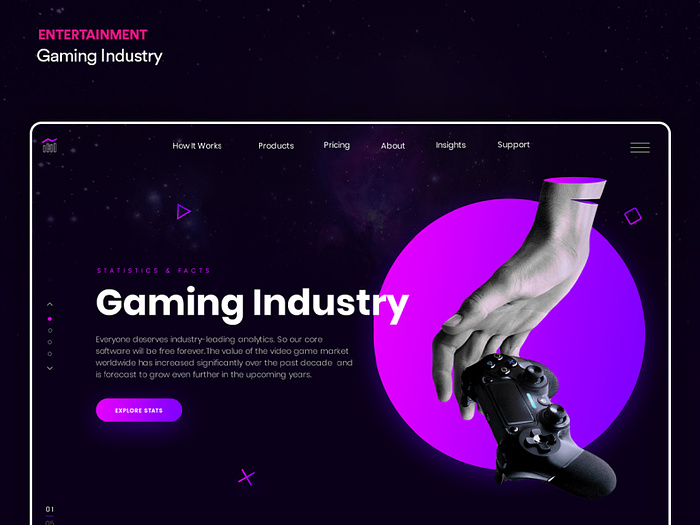 ENTERTAINMENT
Gaming Industry
How It Works Products Pricing About Insights Support
STATISTICS & FACTS
Gaming Industry
Everyone deserves industry-leading analytics. So our core
software will be free forever.The value of the video game market
worldwide has increased significantly over the past decade and
is forecast to grow even further in the upcoming years.
EXPLORE STATS
01
05